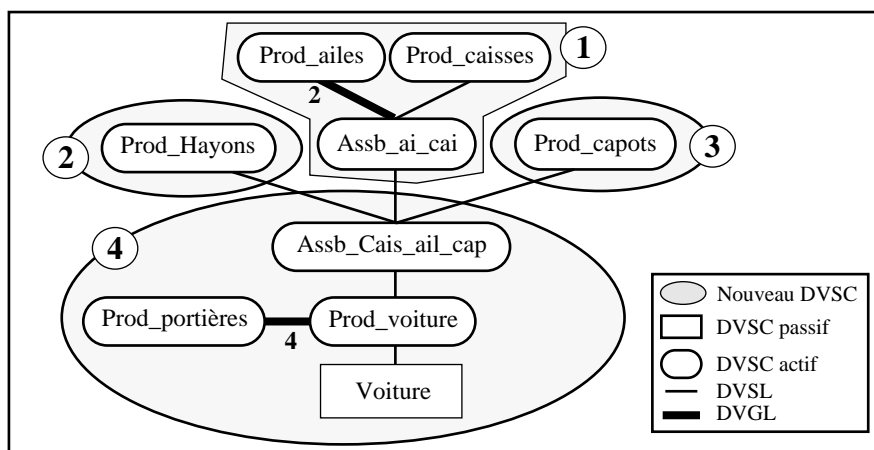 Prod_ailes
Prod_caisses
1
2
Assb_ai_cai
Prod_Hayons
2
Prod_capots
3
4
Assb_Cais_ail_cap
Prod_portières
4
Prod_voiture
Voiture
Nouveau DVSC
DVSC passif
DVSC actif
DVSL
DVGL